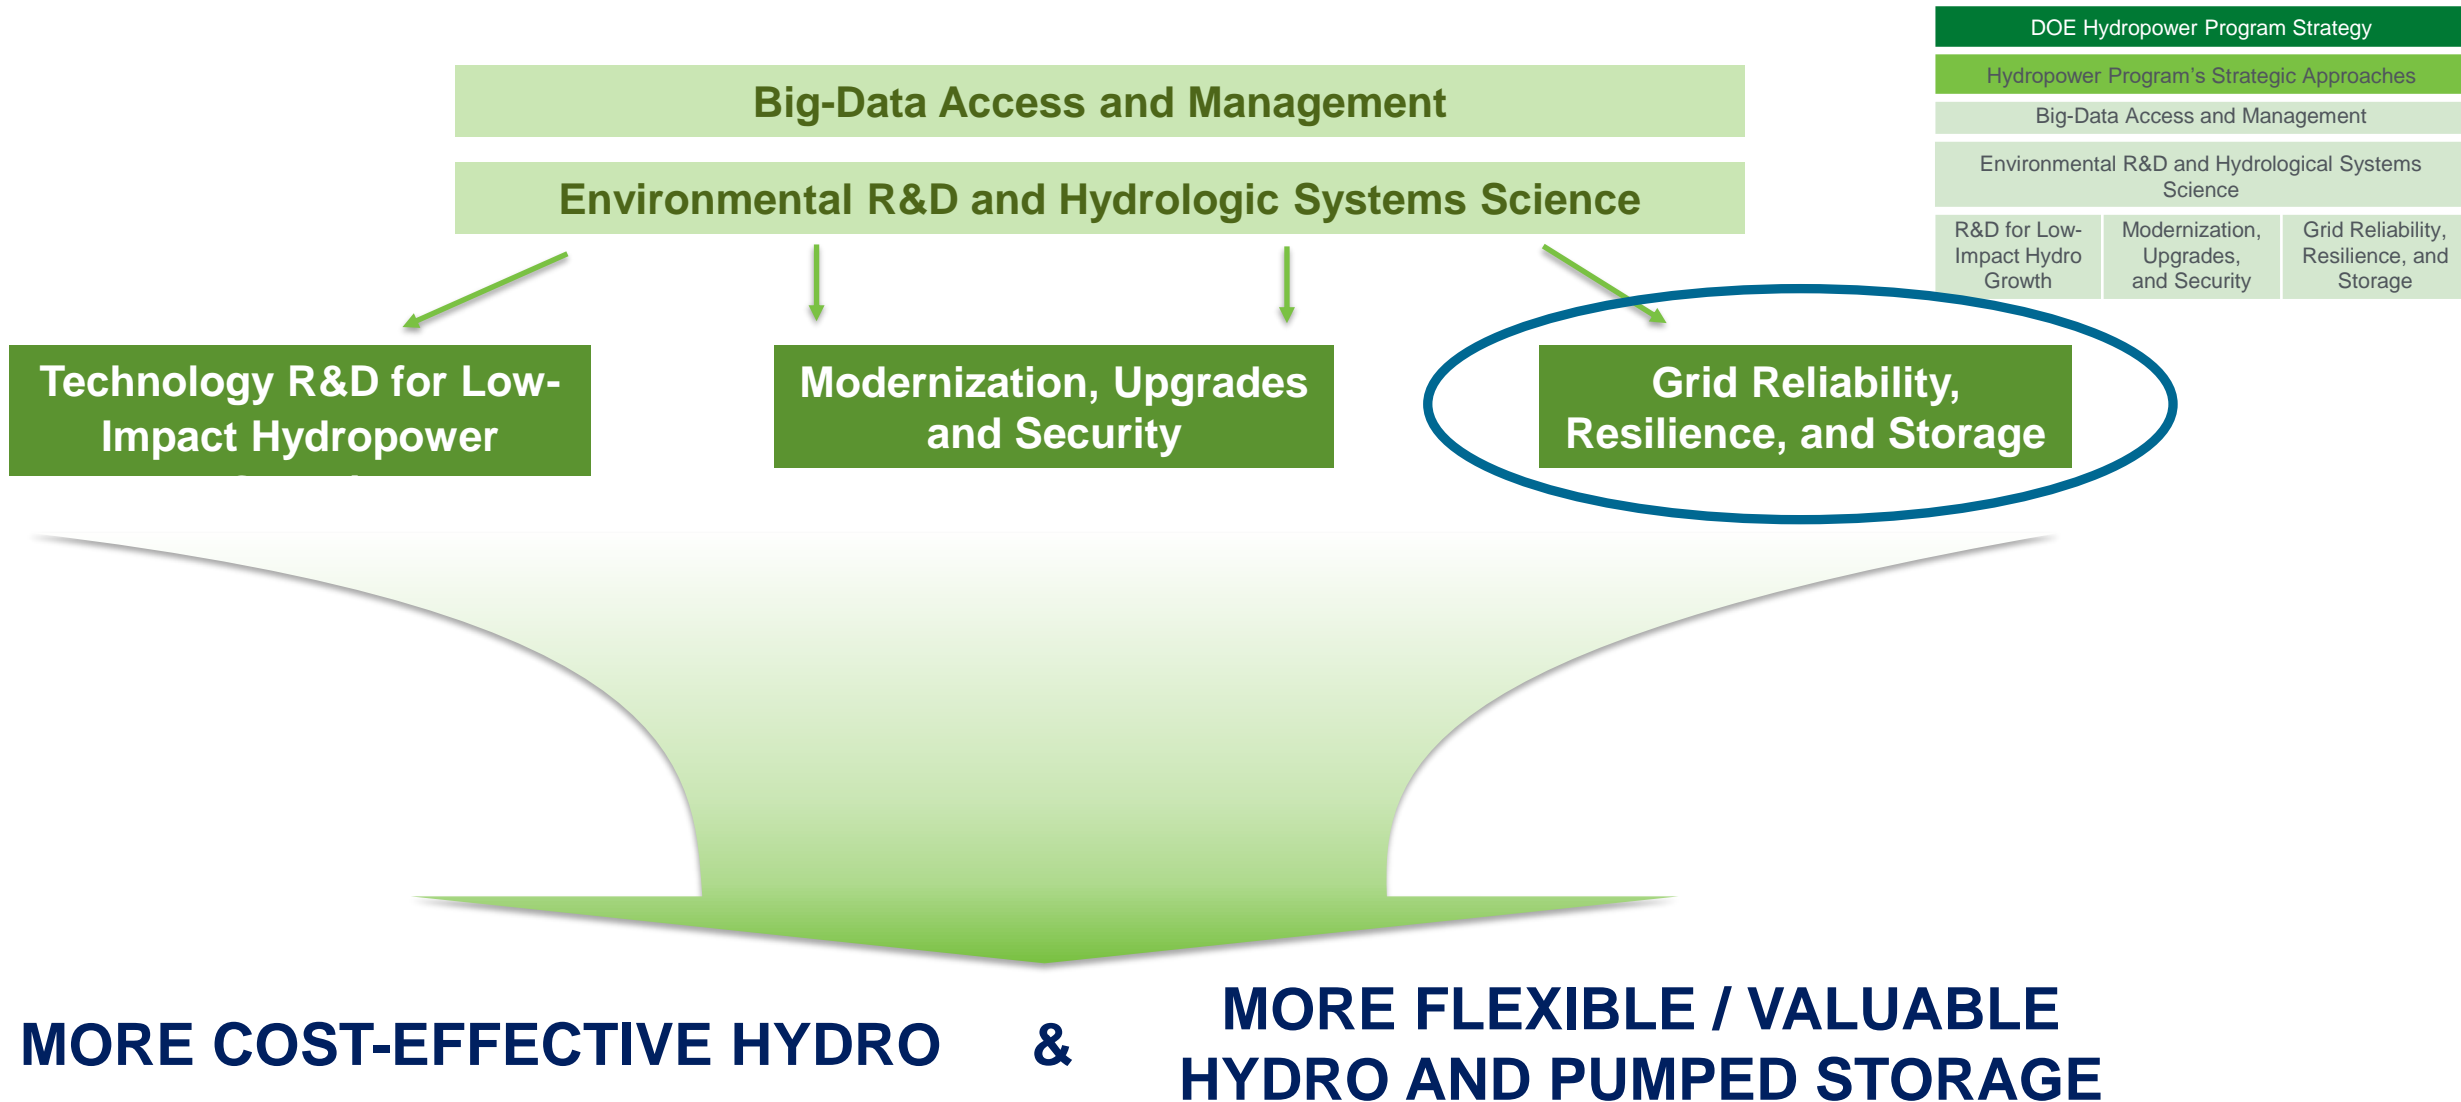 DOE Hydropower Program Strategy
Hydropower Program's Strategic Approaches
Big-Data Access and Management
Environmental R&D and Hydrological Systems
Science
R&D for Low-
Impact Hydro
Growth
Modernization,
Upgrades,
and Security
Grid Reliability,
Resilience, and
Storage
Big-Data Access and Management
Environmental R&D and Hydrologic Systems Science
Technology R&D for Low-
Impact Hydropower
Modernization, Upgrades
and Security
Grid Reliability,
Resilience, and Storage
MORE COST-EFFECTIVE HYDRO
&
MORE FLEXIBLE / VALUABLE
HYDRO AND PUMPED STORAGE